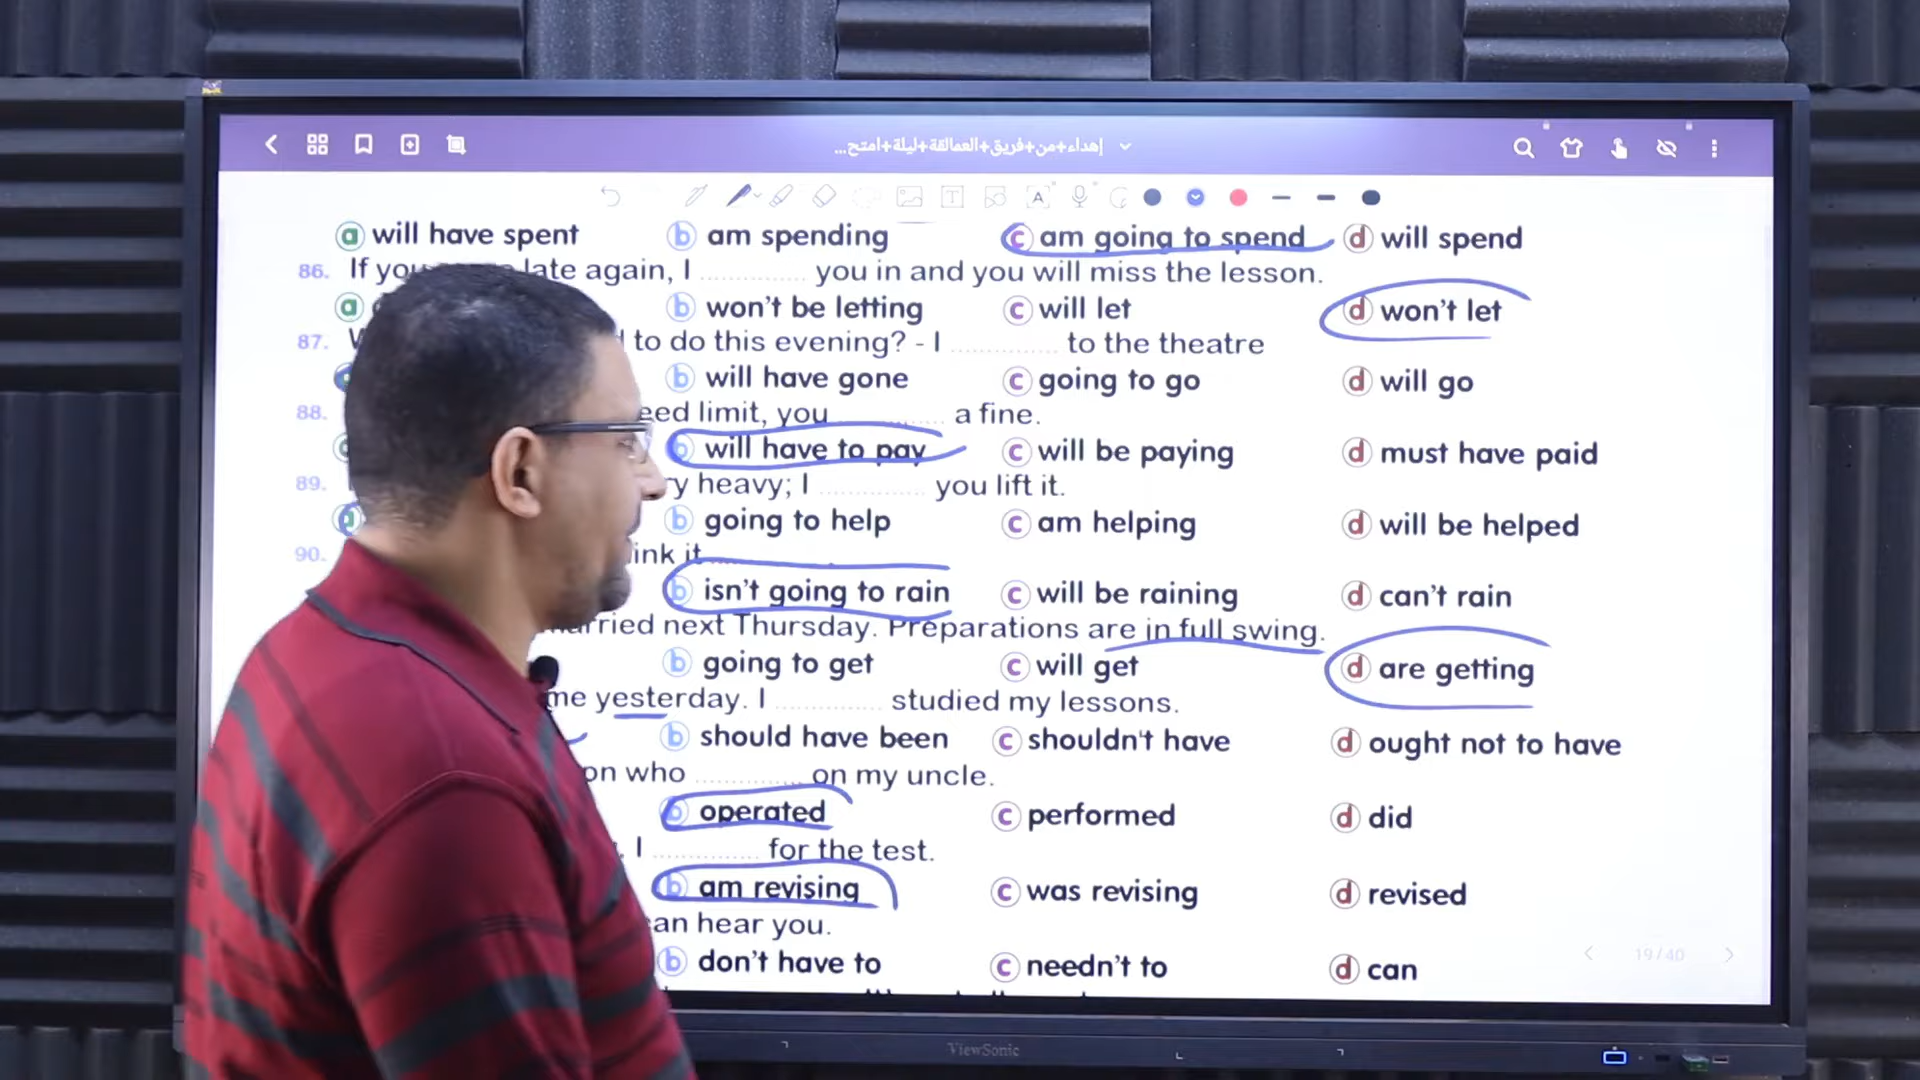 إهداء+من+فريق+العمالقة+ليلة+امتح...
a will have spent b am spending c am going to spend d will spend
86. If you late again, I ............ you in and you will miss the lesson.
a b won't be letting c will let d won't let
87. to do this evening? - I ............ to the theatre
b will have gone c going to go d will go
88. limit, you ............ a fine.
b will have to pay c will be paying d must have paid
89. heavy; I ............ you lift it.
b going to help c am helping d will be helped
90. it ............
b isn't going to rain c will be raining d can't rain
next Thursday. Preparations are in full swing.
b going to get c will get d are getting
me yesterday. I ............ studied my lessons.
b should have been c shouldn't have d ought not to have
who ............ on my uncle.
b operated c performed d did
I ............ for the test.
b am revising c was revising d revised
hear you.
b don't have to c needn't to d can
19/40
ViewSonic